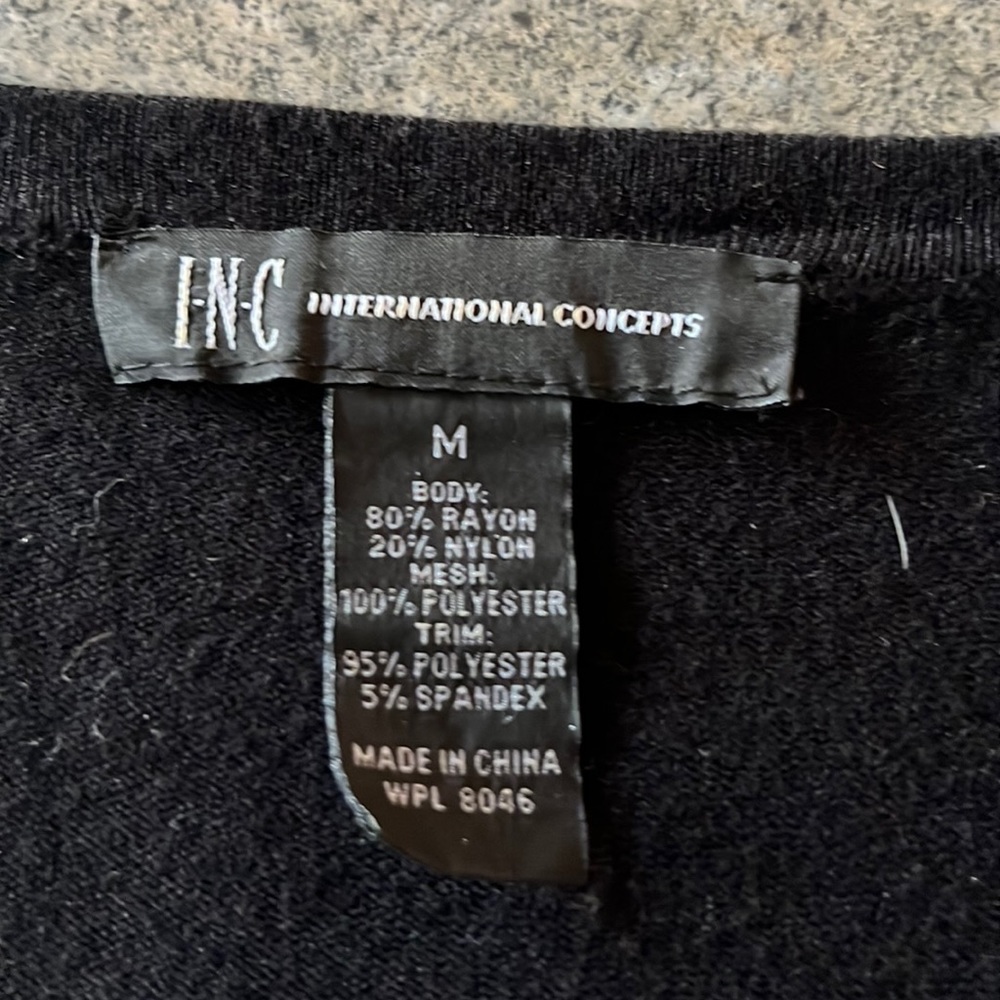 I·N·C INTERNATIONAL CONCEPTS
M
BODY:
80% RAYON
20% NYLON
MESH:
100% POLYESTER
TRIM:
95% POLYESTER
5% SPANDEX
MADE IN CHINA
WPL 8046